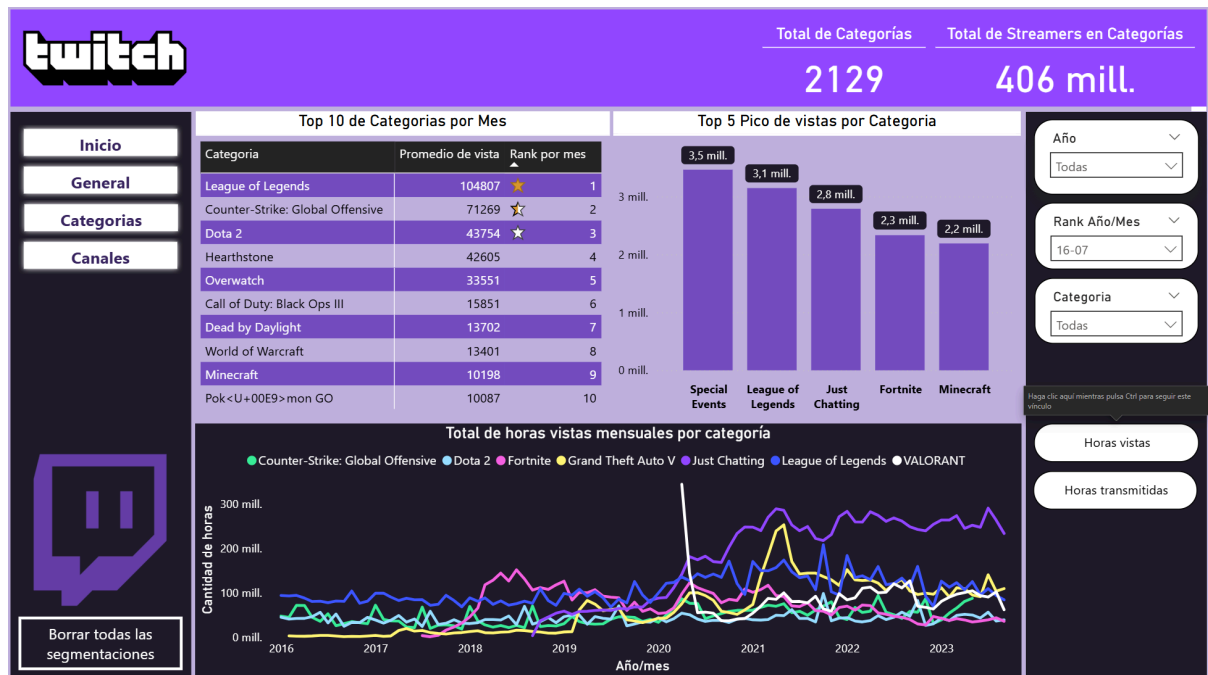 twitch
Total de Categorías
2129
Total de Streamers en Categorías
406 mill.
Inicio
General
Categorias
Canales
Borrar todas las
segmentaciones
Top 10 de Categorias por Mes
Categoria Promedio de vista Rank por mes
League of Legends 104807 1
Counter-Strike: Global Offensive 71269 2
Dota 2 43754 3
Hearthstone 42605 4
Overwatch 33551 5
Call of Duty: Black Ops III 15851 6
Dead by Daylight 13702 7
World of Warcraft 13401 8
Minecraft 10198 9
Pok<U+00E9>mon GO 10087 10
Top 5 Pico de vistas por Categoria
3 mill.
2 mill.
1 mill.
0 mill.
3,5 mill.
3,1 mill.
2,8 mill.
2,3 mill.
2,2 mill.
Special
Events
League of
Legends
Just
Chatting
Fortnite
Minecraft
Año
Todas
Rank Año/Mes
16-07
Categoria
Todas
Haga clic aquí mientras pulsa Ctrl para seguir este
vínculo
Horas vistas
Horas transmitidas
Total de horas vistas mensuales por categoría
Counter-Strike: Global Offensive Dota 2 Fortnite Grand Theft Auto V Just Chatting League of Legends VALORANT
Cantidad de horas
300 mill.
200 mill.
100 mill.
0 mill.
2016 2017 2018 2019 2020 2021 2022 2023
Año/mes